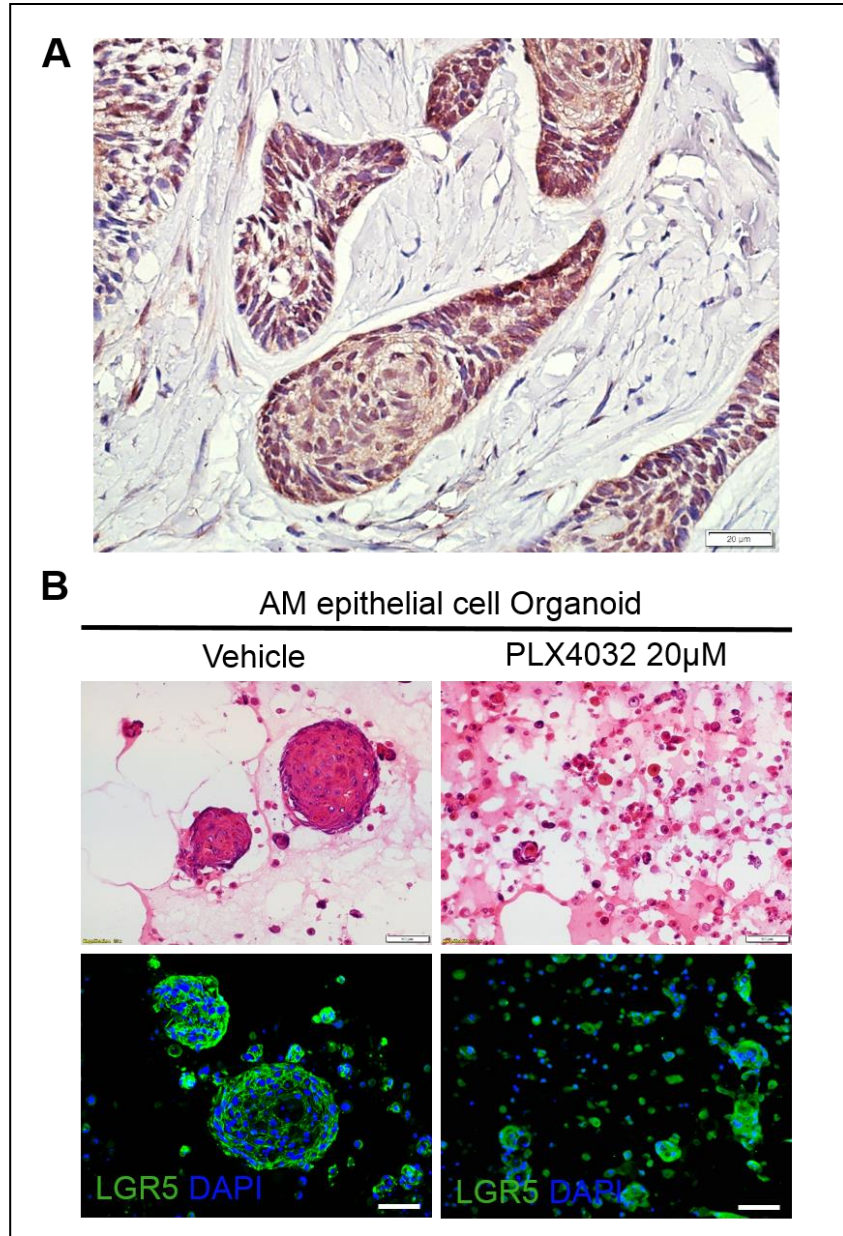 A
20 µm
B
AM epithelial cell Organoid
Vehicle PLX4032 20µM
LGR5 DAPI LGR5 DAPI